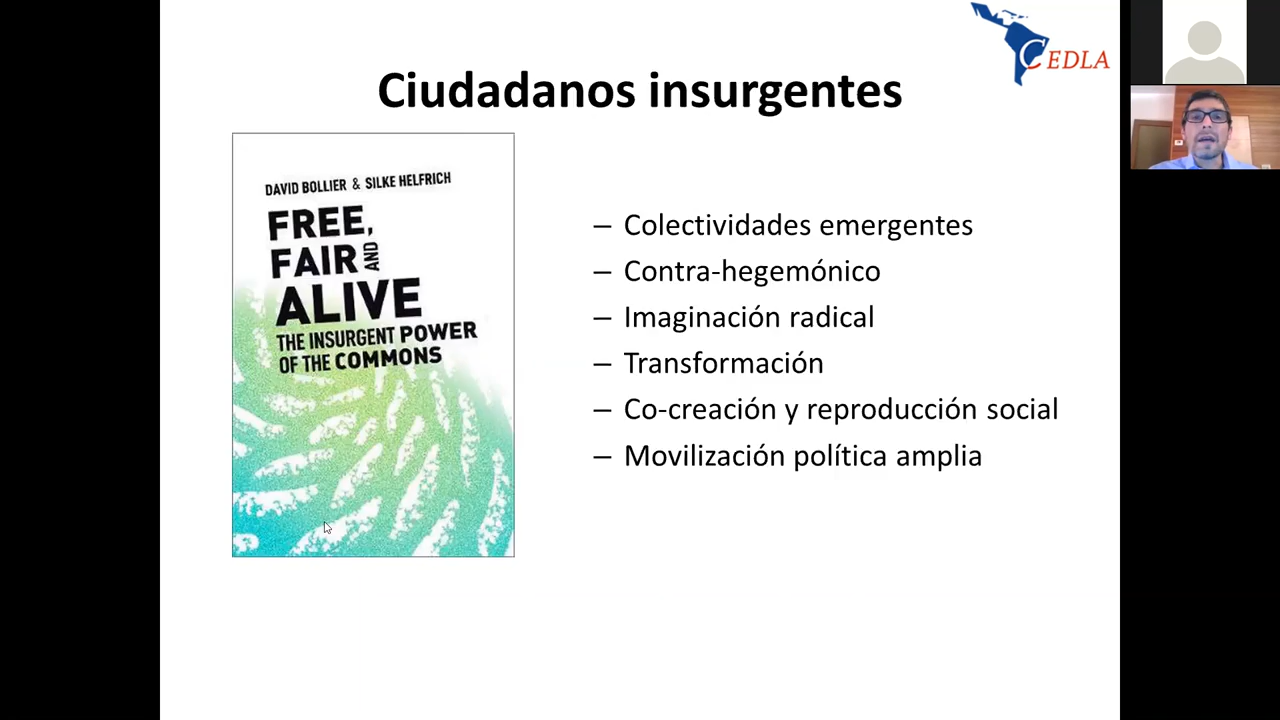 CEDLA
Ciudadanos insurgentes
DAVID BOLLIER & SILKE HELFRICH
FREE,
FAIR AND
ALIVE
THE INSURGENT POWER
OF THE COMMONS
– Colectividades emergentes
– Contra-hegemónico
– Imaginación radical
– Transformación
– Co-creación y reproducción social
– Movilización política amplia